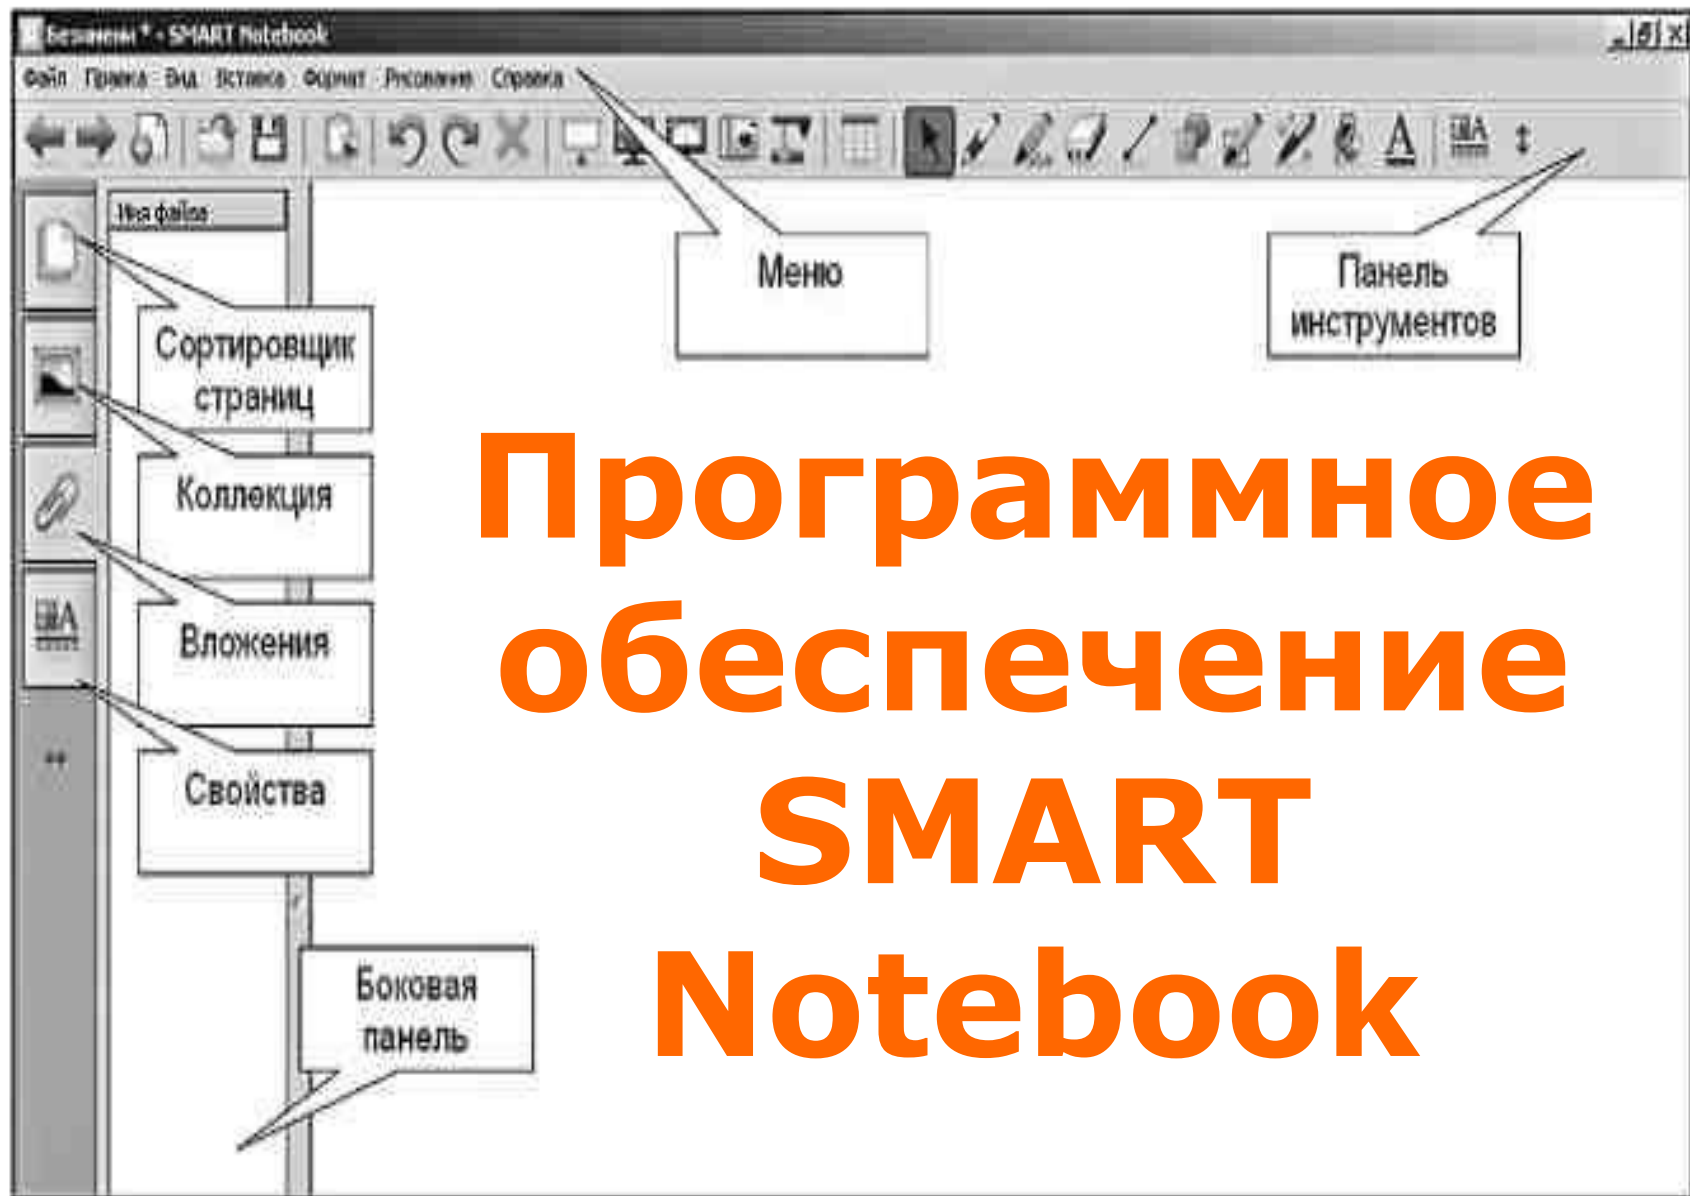 Безимени * - SMART Notebook
Файл Правка Вид Вставка Формат Рисование Справка
Имя файла
Меню
Панель
инструментов
Сортировщик
страниц
Коллекция
Вложения
Свойства
Боковая
панель
Программное
обеспечение
SMART
Notebook